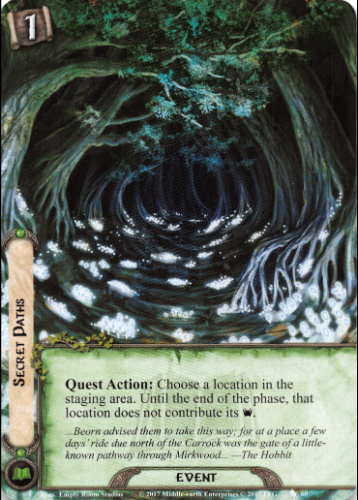 1
SECRET PATHS
Quest Action: Choose a location in the
staging area. Until the end of the phase, that
location does not contribute its .
...Beorn advised them to take this way; for at a place a few
days' ride due north of the Carrock was the gate of a little-
known pathway through Mirkwood... —The Hobbit
EVENT
Empty Room Studios
© 2017 Middle-earth Enterprises ©